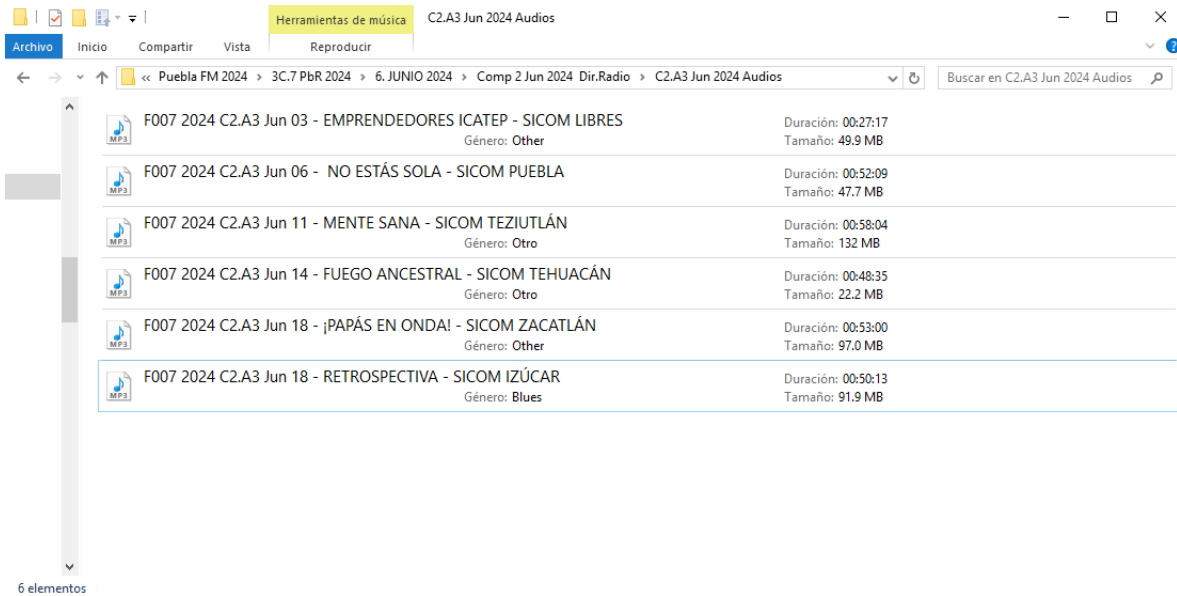 Herramientas de música C2.A3 Jun 2024 Audios
Archivo Inicio Compartir Vista Reproducir
« Puebla FM 2024 > 3C.7 PbR 2024 > 6. JUNIO 2024 > Comp 2 Jun 2024 Dir.Radio > C2.A3 Jun 2024 Audios Buscar en C2.A3 Jun 2024 Audios
F007 2024 C2.A3 Jun 03 - EMPRENDEDORES ICATEP - SICOM LIBRES Duración: 00:27:17
MP3 Género: Other Tamaño: 49.9 MB
F007 2024 C2.A3 Jun 06 -  NO ESTÁS SOLA - SICOM PUEBLA Duración: 00:52:09
MP3 Tamaño: 47.7 MB
F007 2024 C2.A3 Jun 11 - MENTE SANA - SICOM TEZIUTLÁN Duración: 00:58:04
MP3 Género: Otro Tamaño: 132 MB
F007 2024 C2.A3 Jun 14 - FUEGO ANCESTRAL - SICOM TEHUACÁN Duración: 00:48:35
MP3 Género: Otro Tamaño: 22.2 MB
F007 2024 C2.A3 Jun 18 - ¡PAPÁS EN ONDA! - SICOM ZACATLÁN Duración: 00:53:00
MP3 Género: Other Tamaño: 97.0 MB
F007 2024 C2.A3 Jun 18 - RETROSPECTIVA - SICOM IZÚCAR Duración: 00:50:13
MP3 Género: Blues Tamaño: 91.9 MB
6 elementos